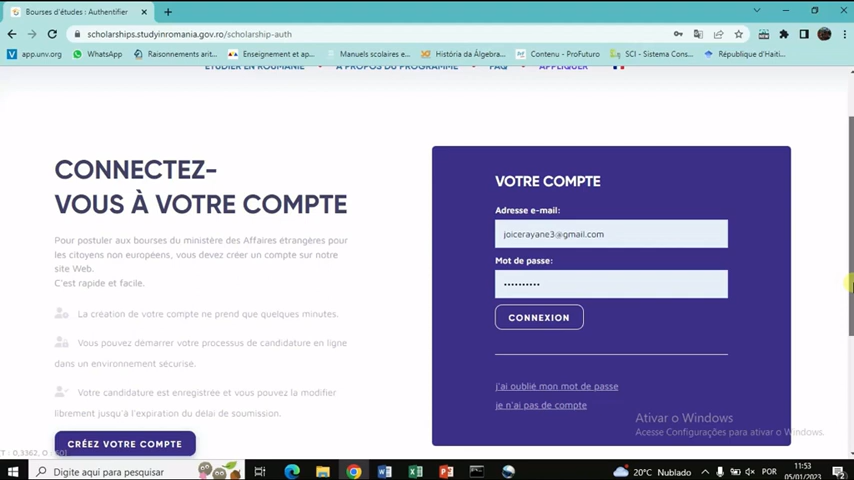 Bourses d'études : Authentifier
scholarships.studyinromania.gov.ro/scholarship-auth
app.unv.org
WhatsApp
Raisonnements arit...
Enseignement et ap...
Manuels scolaires e...
História da Álgebra...
Contenu - ProFuturo
SCI - Sistema Cons...
République d'Haiti...
ÉTUDIER EN ROUMANIE
À PROPOS DU PROGRAMME
FAQ
APPLIQUER
CONNECTEZ-
VOUS À VOTRE COMPTE
Pour postuler aux bourses du ministère des Affaires étrangères pour
les citoyens non européens, vous devez créer un compte sur notre
site Web.
C'est rapide et facile.
La création de votre compte ne prend que quelques minutes.
Vous pouvez démarrer votre processus de candidature en ligne
dans un environnement sécurisé.
Votre candidature est enregistrée et vous pouvez la modifier
librement jusqu'à l'expiration du délai de soumission.
CRÉEZ VOTRE COMPTE
VOTRE COMPTE
Adresse e-mail:
joicerayane3@gmail.com
Mot de passe:
••••••••••
CONNEXION
j'ai oublié mon mot de passe
je n'ai pas de compte
Ativar o Windows
Acesse Configurações para ativar o Windows.
Digite aqui para pesquisar
20°C Nublado
POR
11:53
05/01/2023